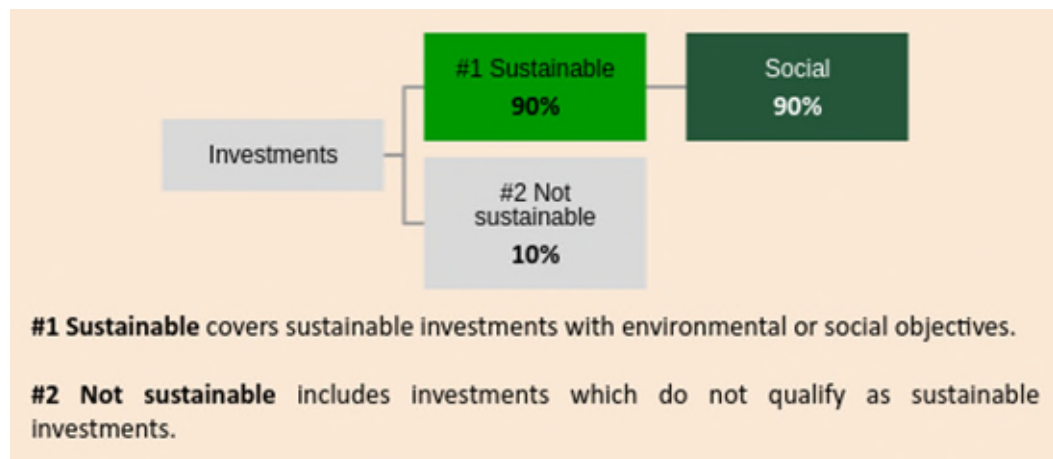 #1 Sustainable
90%
Social
90%
Investments
#2 Not
sustainable
10%
#1 Sustainable covers sustainable investments with environmental or social objectives.
#2 Not sustainable includes investments which do not qualify as sustainable
investments.